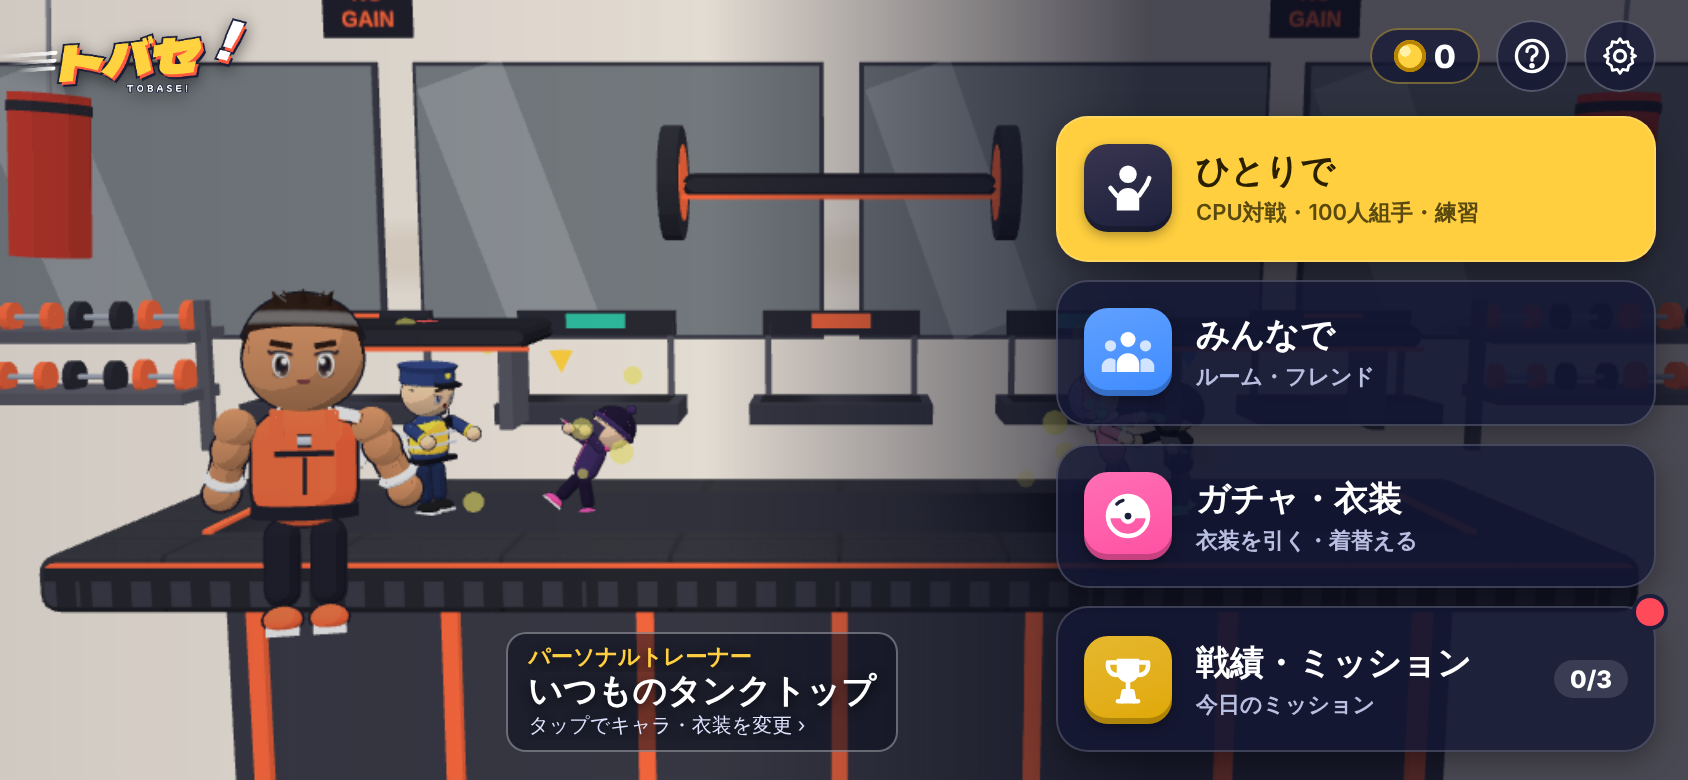 GAIN
GAIN
トバセ!
TOBASE!
0
ひとりで
CPU対戦・100人組手・練習
みんなで
ルーム・フレンド
ガチャ・衣装
衣装を引く・着替える
戦績・ミッション
今日のミッション
0/3
パーソナルトレーナー
いつものタンクトップ
タップでキャラ・衣装を変更 ›